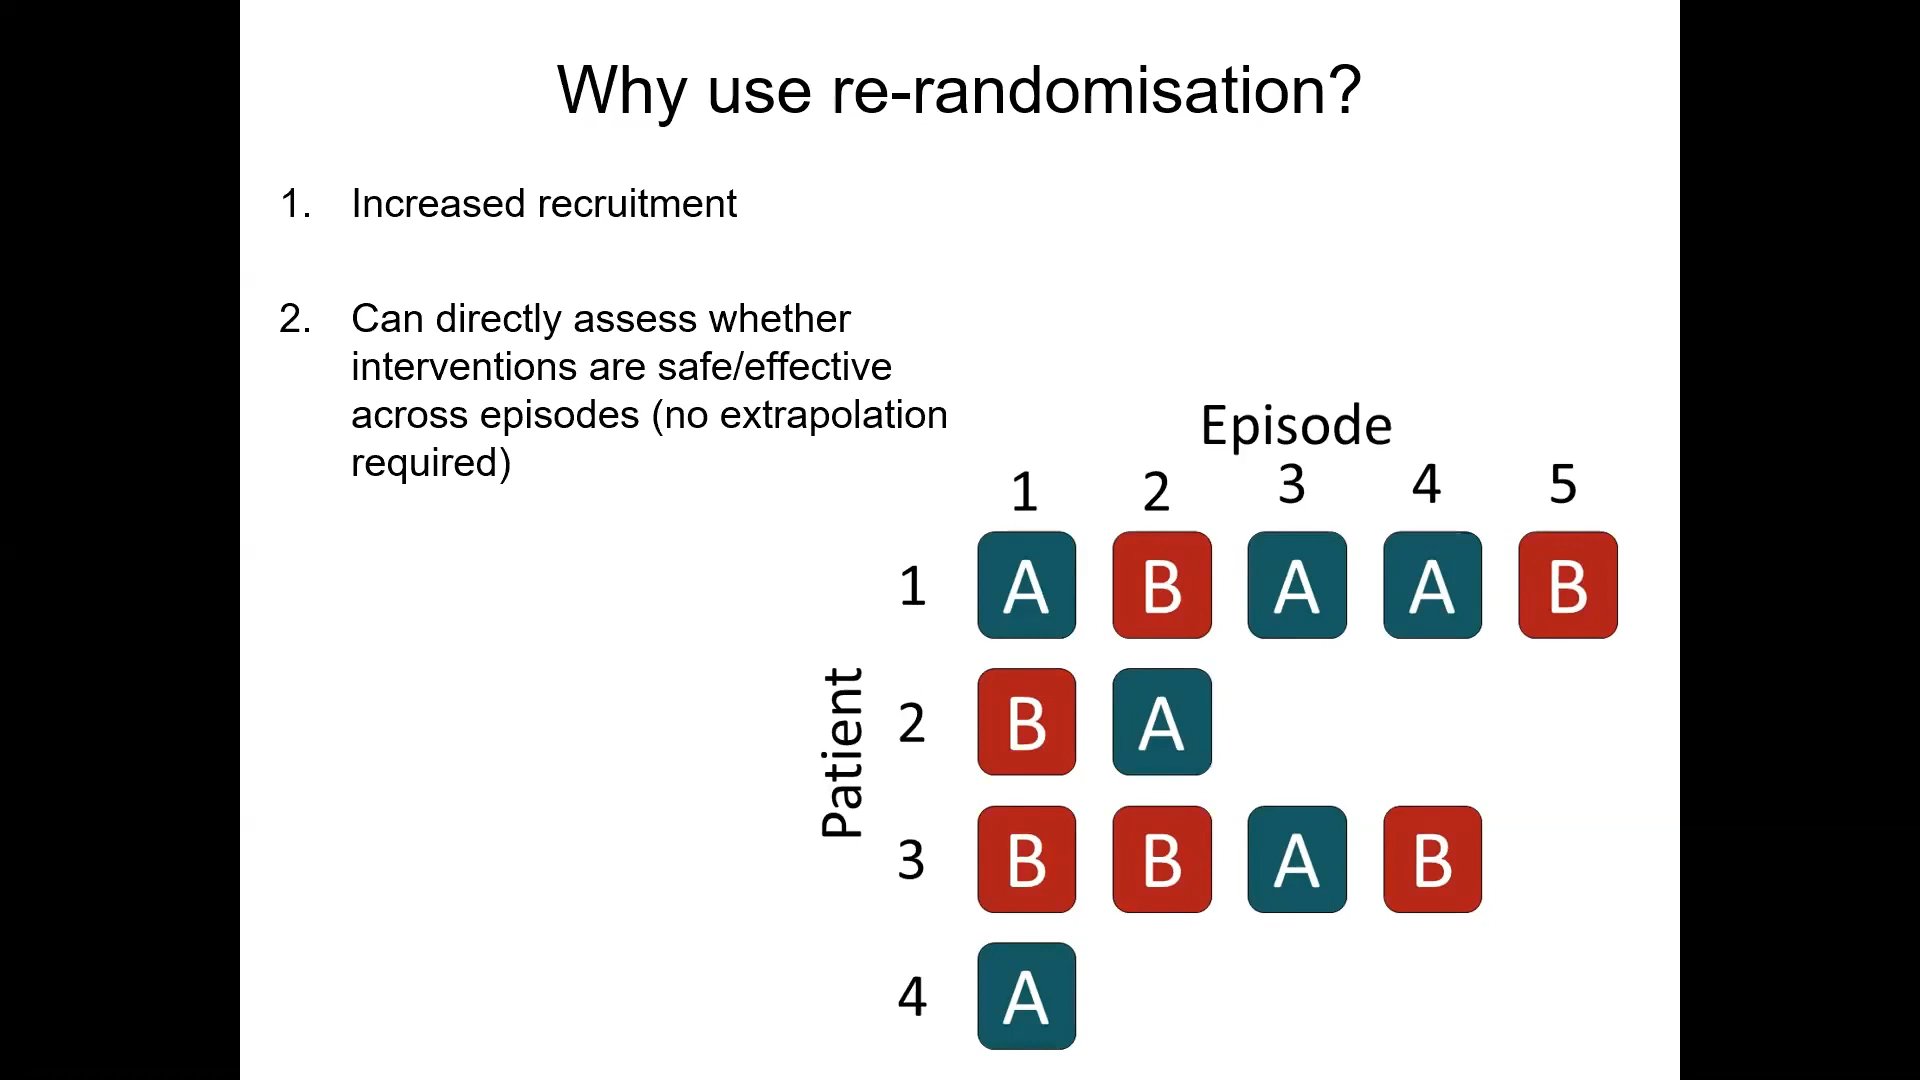 Why use re-randomisation?
1. Increased recruitment
2. Can directly assess whether
interventions are safe/effective
across episodes (no extrapolation
required)
Episode
1 2 3 4 5
Patient
1 A B A A B
2 B A
3 B B A B
4 A